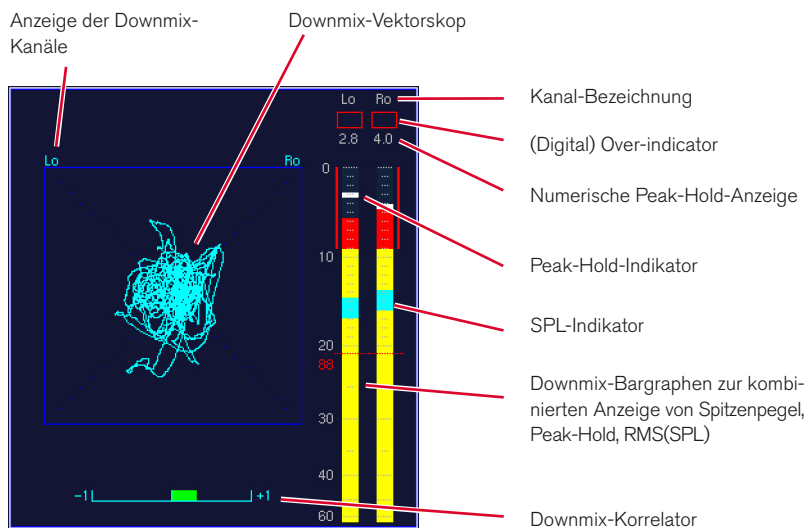 Anzeige der Downmix-
Kanäle
Downmix-Vektorskop
Lo Ro
Kanal-Bezeichnung
(Digital) Over-indicator
2.8 4.0
Numerische Peak-Hold-Anzeige
Lo
Ro
0
Peak-Hold-Indikator
10
SPL-Indikator
20
88
Downmix-Bargraphen zur kombi-
nierten Anzeige von Spitzenpegel,
Peak-Hold, RMS(SPL)
30
40
-1 +1
60
Downmix-Korrelator